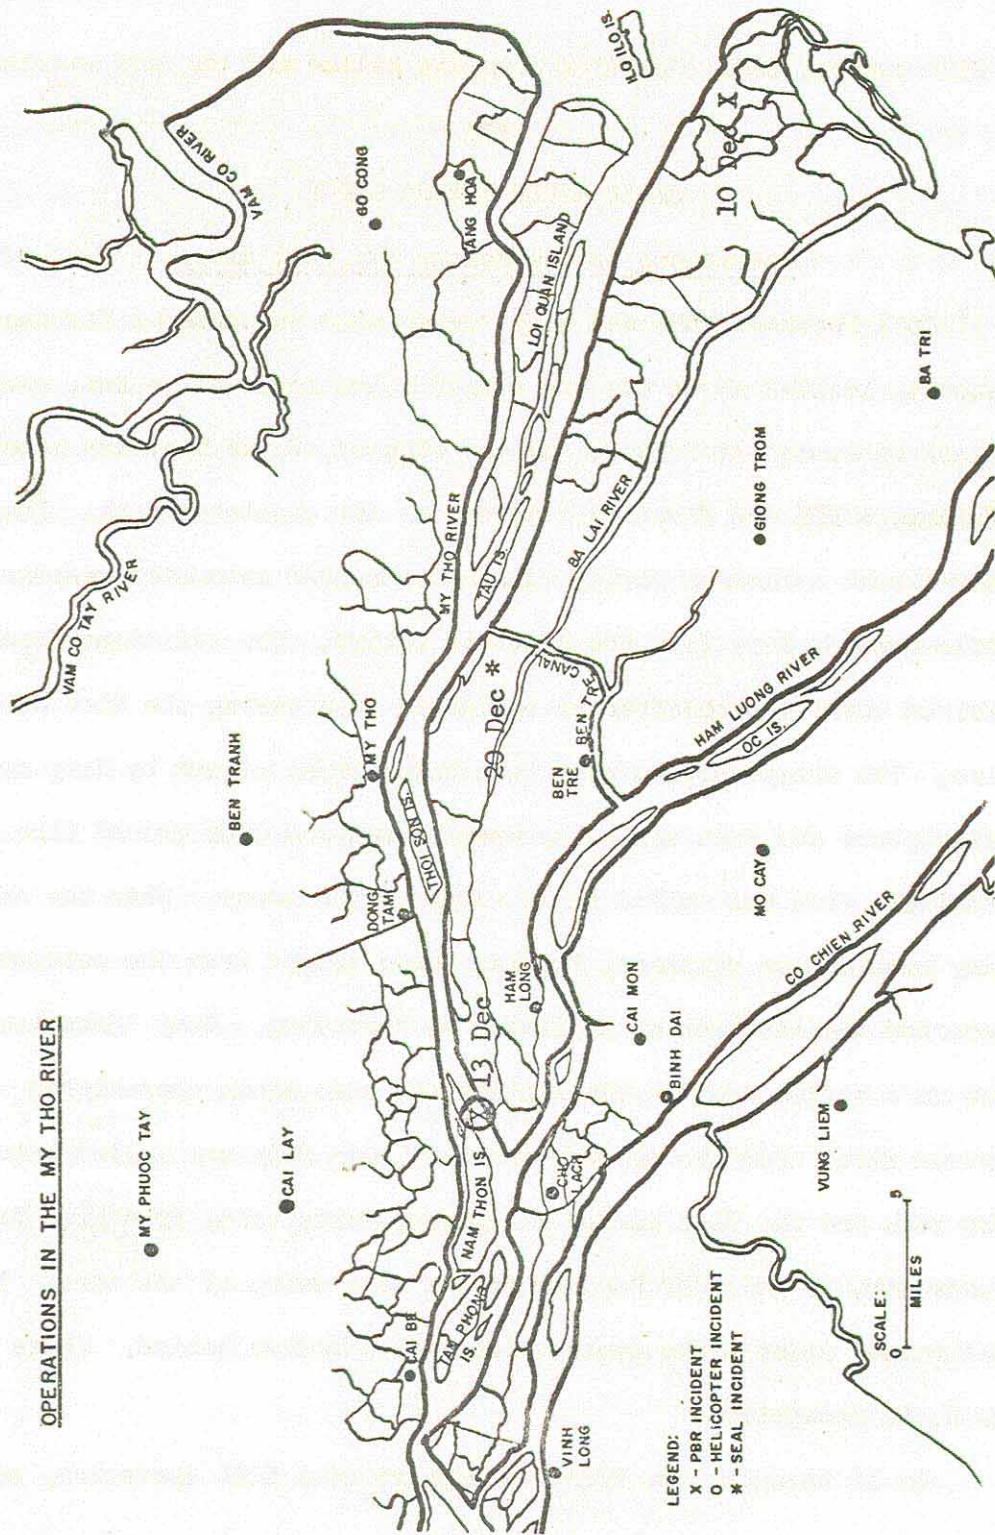 OPERATIONS IN THE MY THO RIVER
MY PHUOC TAY
CAI LAY
BEN TRANH
VAM CO TAY RIVER
VAM CO RIVER
GO CONG
TANG HOA
CAI BE
TAM PHONG
IS.
NAM THON IS.
X 13 Dec
DONG
TAM
THOI SON IS.
MY THO
MY THO RIVER
TAU IS.
LOI QUAN ISLAND
ILO ILO IS.
VINH
LONG
CHO
LACH
HAM
LONG
20 Dec *
BEN
TRE
BEN TRE CANAL
BA LAI RIVER
10 Dec X
CAI MON
BINH DAI
MO CAY
HAM LUONG RIVER
OC IS.
GIONG TROM
BA TRI
CO CHIEN RIVER
VUNG LIEM
LEGEND:
X - PBR INCIDENT
O - HELICOPTER INCIDENT
* - SEAL INCIDENT
SCALE:
0 5
MILES